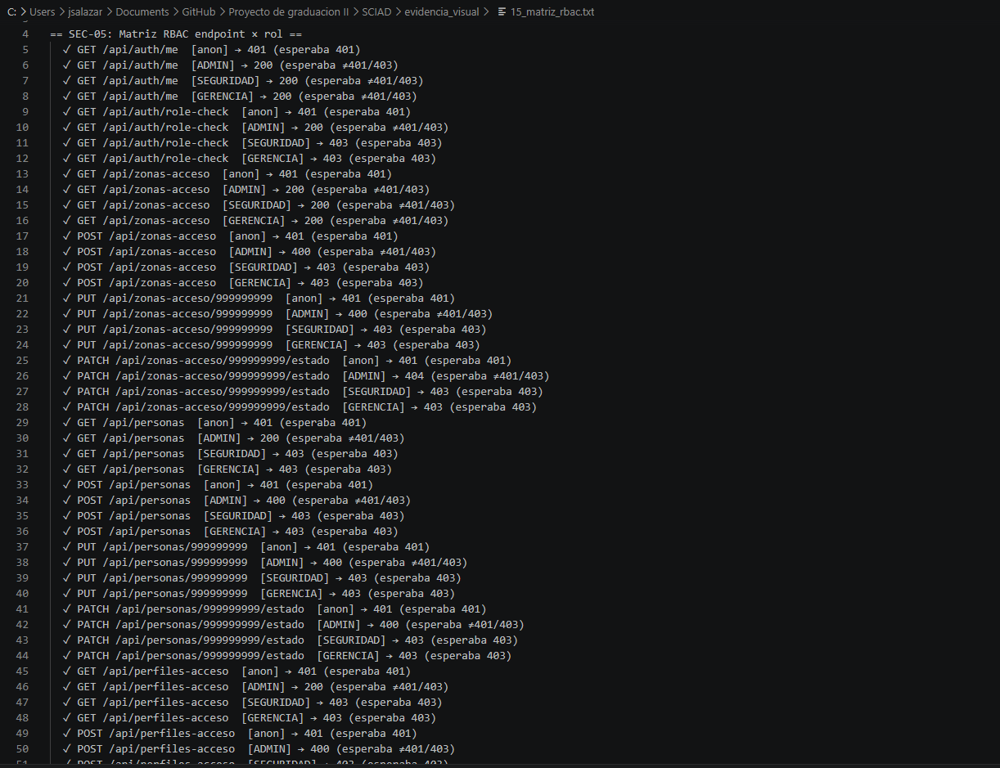 C: > Users > jsalazar > Documents > GitHub > Proyecto de graduacion II > SCIAD > evidencia_visual > 15_matriz_rbac.txt
4 == SEC-05: Matriz RBAC endpoint × rol ==
5 ✓ GET /api/auth/me [anon] → 401 (esperaba 401)
6 ✓ GET /api/auth/me [ADMIN] → 200 (esperaba ≠401/403)
7 ✓ GET /api/auth/me [SEGURIDAD] → 200 (esperaba ≠401/403)
8 ✓ GET /api/auth/me [GERENCIA] → 200 (esperaba ≠401/403)
9 ✓ GET /api/auth/role-check [anon] → 401 (esperaba 401)
10 ✓ GET /api/auth/role-check [ADMIN] → 200 (esperaba ≠401/403)
11 ✓ GET /api/auth/role-check [SEGURIDAD] → 403 (esperaba 403)
12 ✓ GET /api/auth/role-check [GERENCIA] → 403 (esperaba 403)
13 ✓ GET /api/zonas-acceso [anon] → 401 (esperaba 401)
14 ✓ GET /api/zonas-acceso [ADMIN] → 200 (esperaba ≠401/403)
15 ✓ GET /api/zonas-acceso [SEGURIDAD] → 200 (esperaba ≠401/403)
16 ✓ GET /api/zonas-acceso [GERENCIA] → 200 (esperaba ≠401/403)
17 ✓ POST /api/zonas-acceso [anon] → 401 (esperaba 401)
18 ✓ POST /api/zonas-acceso [ADMIN] → 400 (esperaba ≠401/403)
19 ✓ POST /api/zonas-acceso [SEGURIDAD] → 403 (esperaba 403)
20 ✓ POST /api/zonas-acceso [GERENCIA] → 403 (esperaba 403)
21 ✓ PUT /api/zonas-acceso/999999999 [anon] → 401 (esperaba 401)
22 ✓ PUT /api/zonas-acceso/999999999 [ADMIN] → 400 (esperaba ≠401/403)
23 ✓ PUT /api/zonas-acceso/999999999 [SEGURIDAD] → 403 (esperaba 403)
24 ✓ PUT /api/zonas-acceso/999999999 [GERENCIA] → 403 (esperaba 403)
25 ✓ PATCH /api/zonas-acceso/999999999/estado [anon] → 401 (esperaba 401)
26 ✓ PATCH /api/zonas-acceso/999999999/estado [ADMIN] → 404 (esperaba ≠401/403)
27 ✓ PATCH /api/zonas-acceso/999999999/estado [SEGURIDAD] → 403 (esperaba 403)
28 ✓ PATCH /api/zonas-acceso/999999999/estado [GERENCIA] → 403 (esperaba 403)
29 ✓ GET /api/personas [anon] → 401 (esperaba 401)
30 ✓ GET /api/personas [ADMIN] → 200 (esperaba ≠401/403)
31 ✓ GET /api/personas [SEGURIDAD] → 403 (esperaba 403)
32 ✓ GET /api/personas [GERENCIA] → 403 (esperaba 403)
33 ✓ POST /api/personas [anon] → 401 (esperaba 401)
34 ✓ POST /api/personas [ADMIN] → 400 (esperaba ≠401/403)
35 ✓ POST /api/personas [SEGURIDAD] → 403 (esperaba 403)
36 ✓ POST /api/personas [GERENCIA] → 403 (esperaba 403)
37 ✓ PUT /api/personas/999999999 [anon] → 401 (esperaba 401)
38 ✓ PUT /api/personas/999999999 [ADMIN] → 400 (esperaba ≠401/403)
39 ✓ PUT /api/personas/999999999 [SEGURIDAD] → 403 (esperaba 403)
40 ✓ PUT /api/personas/999999999 [GERENCIA] → 403 (esperaba 403)
41 ✓ PATCH /api/personas/999999999/estado [anon] → 401 (esperaba 401)
42 ✓ PATCH /api/personas/999999999/estado [ADMIN] → 400 (esperaba ≠401/403)
43 ✓ PATCH /api/personas/999999999/estado [SEGURIDAD] → 403 (esperaba 403)
44 ✓ PATCH /api/personas/999999999/estado [GERENCIA] → 403 (esperaba 403)
45 ✓ GET /api/perfiles-acceso [anon] → 401 (esperaba 401)
46 ✓ GET /api/perfiles-acceso [ADMIN] → 200 (esperaba ≠401/403)
47 ✓ GET /api/perfiles-acceso [SEGURIDAD] → 403 (esperaba 403)
48 ✓ GET /api/perfiles-acceso [GERENCIA] → 403 (esperaba 403)
49 ✓ POST /api/perfiles-acceso [anon] → 401 (esperaba 401)
50 ✓ POST /api/perfiles-acceso [ADMIN] → 400 (esperaba ≠401/403)
51 ✓ POST /api/perfiles-acceso [SEGURIDAD] → 403 (esperaba 403)